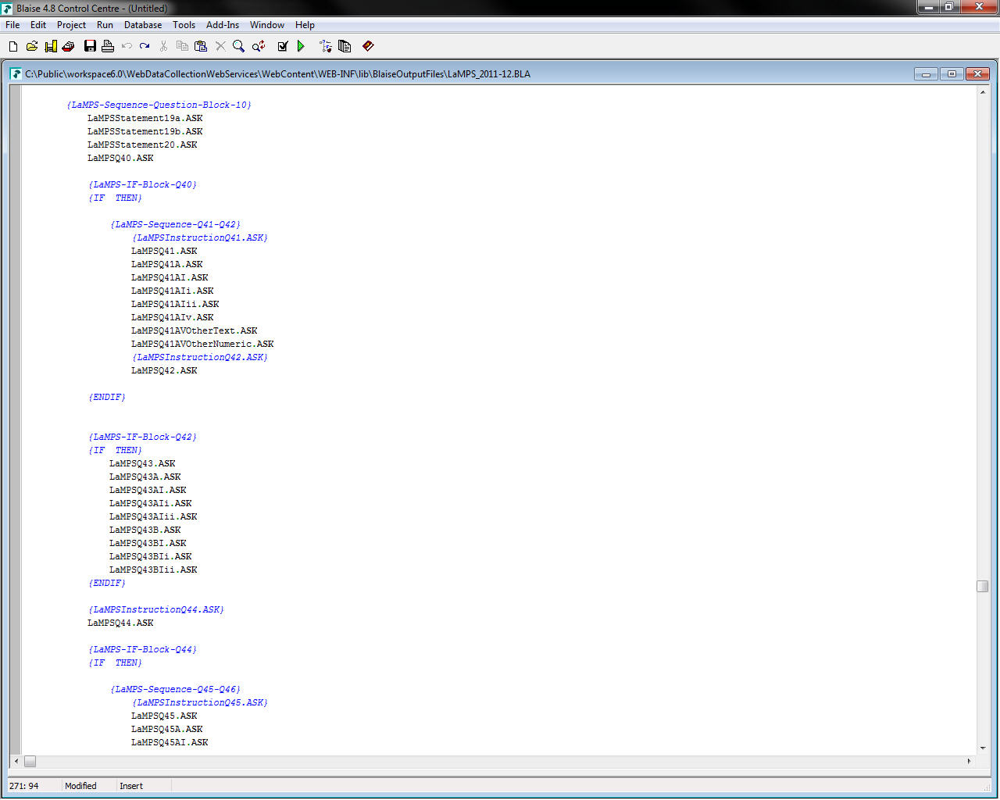 Blaise 4.8 Control Centre - (Untitled)
File Edit Project Run Database Tools Add-Ins Window Help
C:\Public\workspace6.0\WebDataCollectionWebServices\WebContent\WEB-INF\lib\BlaiseOutputFiles\LaMPS_2011-12.BLA
{LaMPS-Sequence-Question-Block-10}
LaMPSStatement19a.ASK
LaMPSStatement19b.ASK
LaMPSStatement20.ASK
LaMPSQ40.ASK
{LaMPS-IF-Block-Q40}
{IF  THEN}
{LaMPS-Sequence-Q41-Q42}
{LaMPSInstructionQ41.ASK}
LaMPSQ41.ASK
LaMPSQ41A.ASK
LaMPSQ41AI.ASK
LaMPSQ41AIi.ASK
LaMPSQ41AIii.ASK
LaMPSQ41AIv.ASK
LaMPSQ41AVOtherText.ASK
LaMPSQ41AVOtherNumeric.ASK
{LaMPSInstructionQ42.ASK}
LaMPSQ42.ASK
{ENDIF}
{LaMPS-IF-Block-Q42}
{IF  THEN}
LaMPSQ43.ASK
LaMPSQ43A.ASK
LaMPSQ43AI.ASK
LaMPSQ43AIi.ASK
LaMPSQ43AIii.ASK
LaMPSQ43B.ASK
LaMPSQ43BI.ASK
LaMPSQ43BIi.ASK
LaMPSQ43BIii.ASK
{ENDIF}
{LaMPSInstructionQ44.ASK}
LaMPSQ44.ASK
{LaMPS-IF-Block-Q44}
{IF  THEN}
{LaMPS-Sequence-Q45-Q46}
{LaMPSInstructionQ45.ASK}
LaMPSQ45.ASK
LaMPSQ45A.ASK
LaMPSQ45AI.ASK
271: 94 Modified Insert